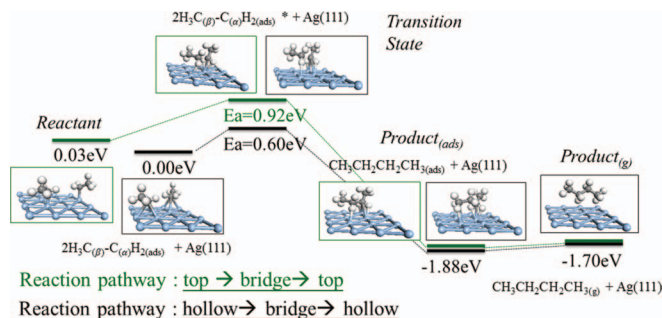 2H₃C(β)-C(α)H₂(ads) * + Ag(111)
Transition
State
Reactant
0.03eV
Ea=0.92eV
Ea=0.60eV
0.00eV
Product(ads)
CH₃CH₂CH₂CH₃(ads) + Ag(111)
Product(g)
2H₃C(β)-C(α)H₂(ads) + Ag(111)
-1.88eV
-1.70eV
CH₃CH₂CH₂CH₃(g) + Ag(111)
Reaction pathway : top → bridge → top
Reaction pathway : hollow→ bridge→ hollow